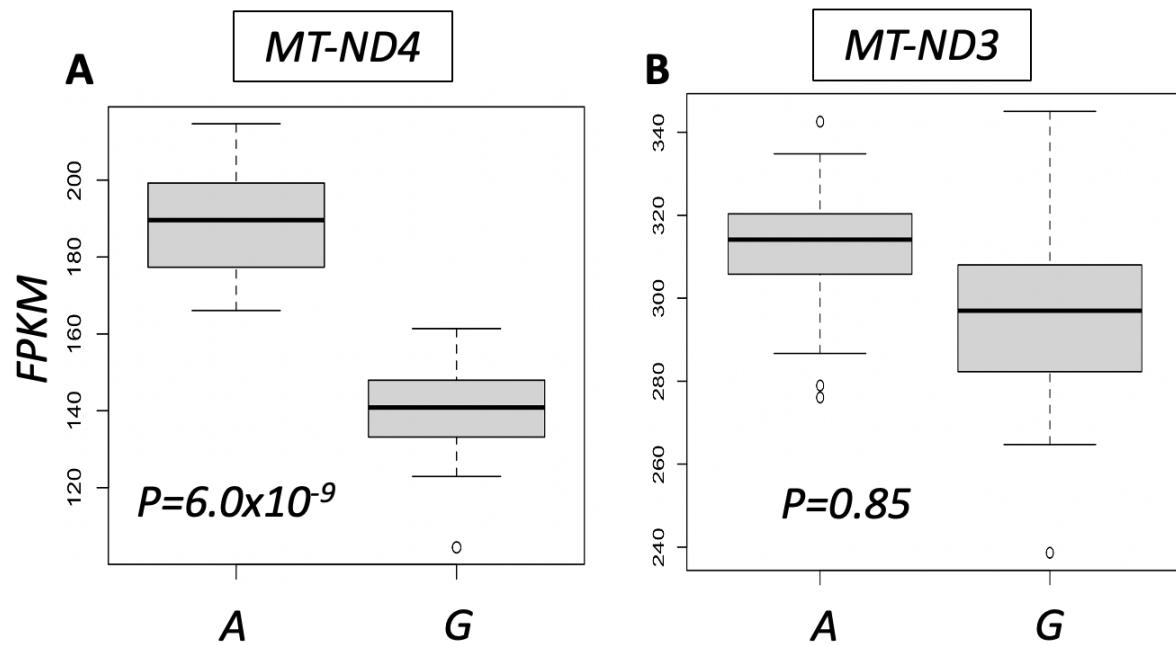 A
MT-ND4
B
MT-ND3
FPKM
200
180
160
140
120
P=6.0x10⁻⁹
A
G
340
320
300
280
260
240
P=0.85
A
G